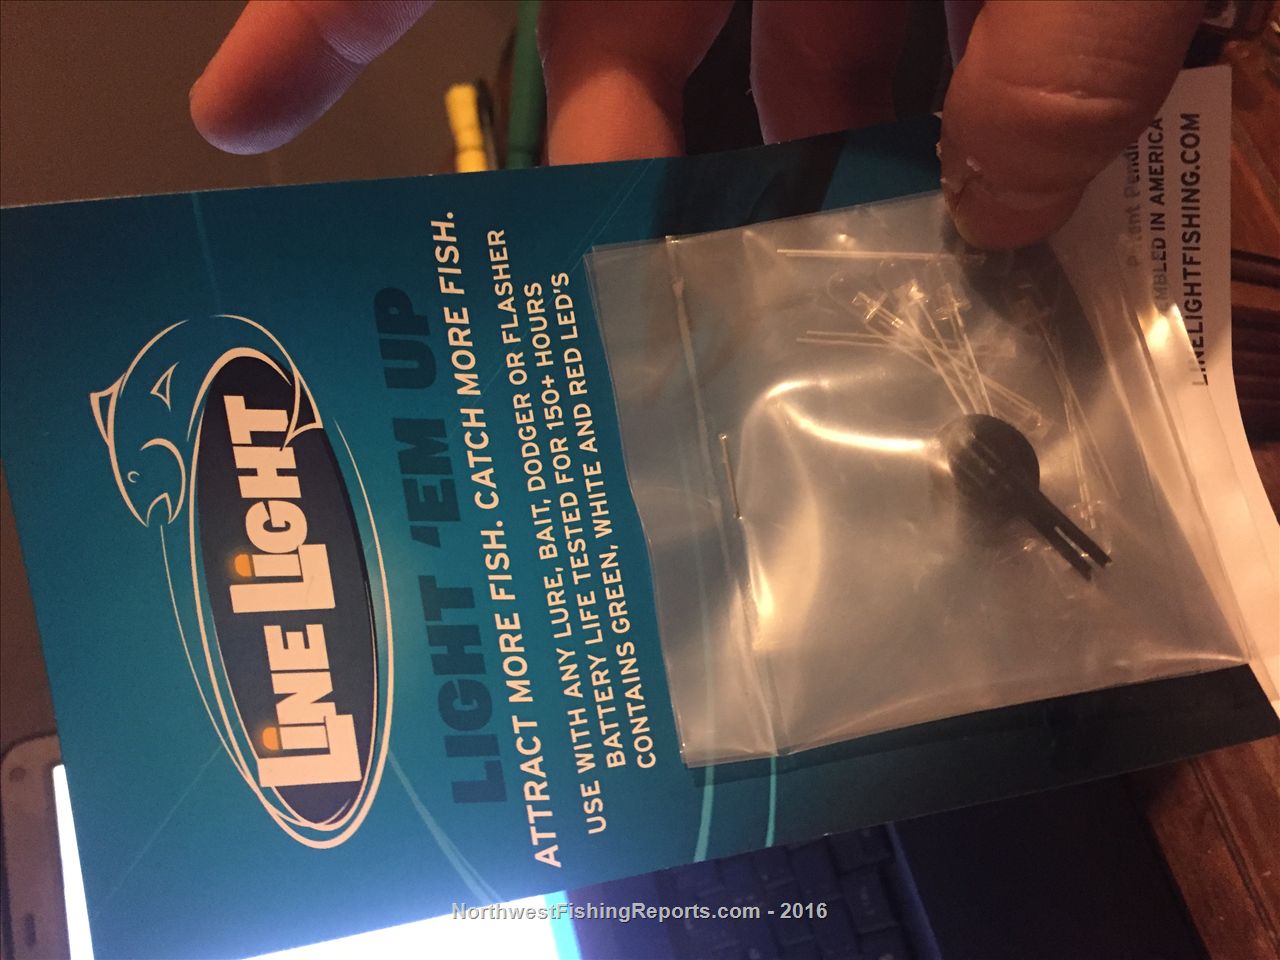 LINE LIGHT
LIGHT 'EM UP
ATTRACT MORE FISH. CATCH MORE FISH.
USE WITH ANY LURE, BAIT, DODGER OR FLASHER
BATTERY LIFE TESTED FOR 150+ HOURS
CONTAINS GREEN, WHITE AND RED LED'S
IN AMERICA
LINELIGHTFISHING.COM
NorthwestFishingReports.com - 2016